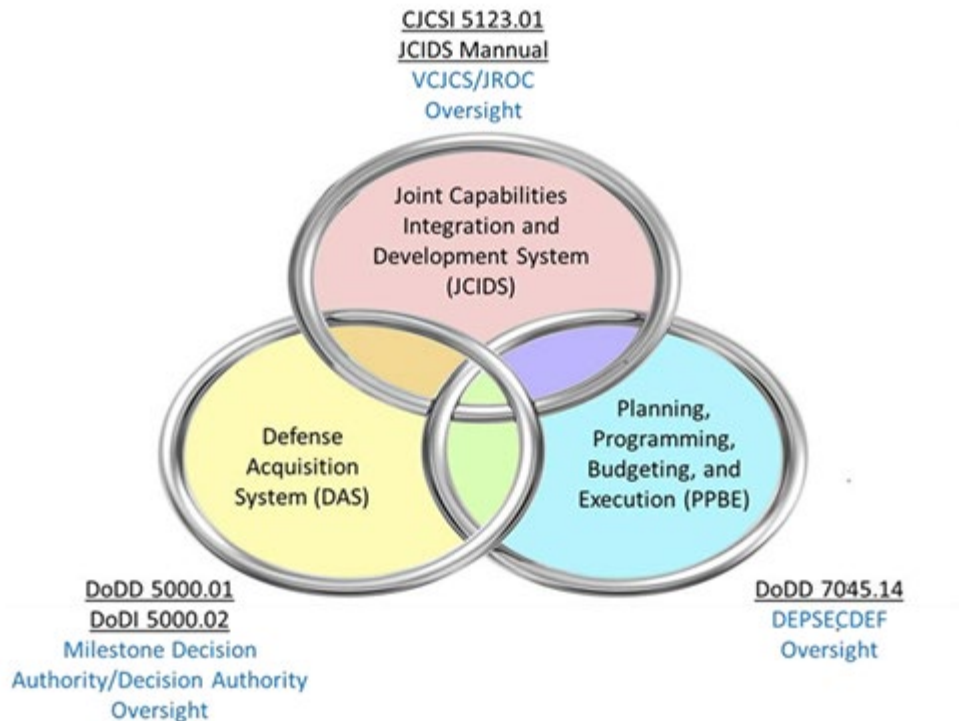 CJCSI 5123.01
JCIDS Mannual
VCJCS/JROC
Oversight
Joint Capabilities
Integration and
Development System
(JCIDS)
Defense
Acquisition
System (DAS)
Planning,
Programming,
Budgeting, and
Execution (PPBE)
DoDD 5000.01
DoDI 5000.02
Milestone Decision
Authority/Decision Authority
Oversight
DoDD 7045.14
DEPSECDEF
Oversight